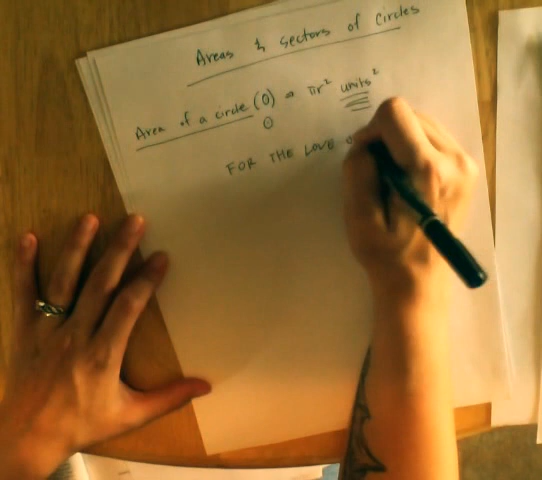 Areas & Sectors of Circles
Area of a circle (O) = πr² units²
O
FOR THE LOVE O